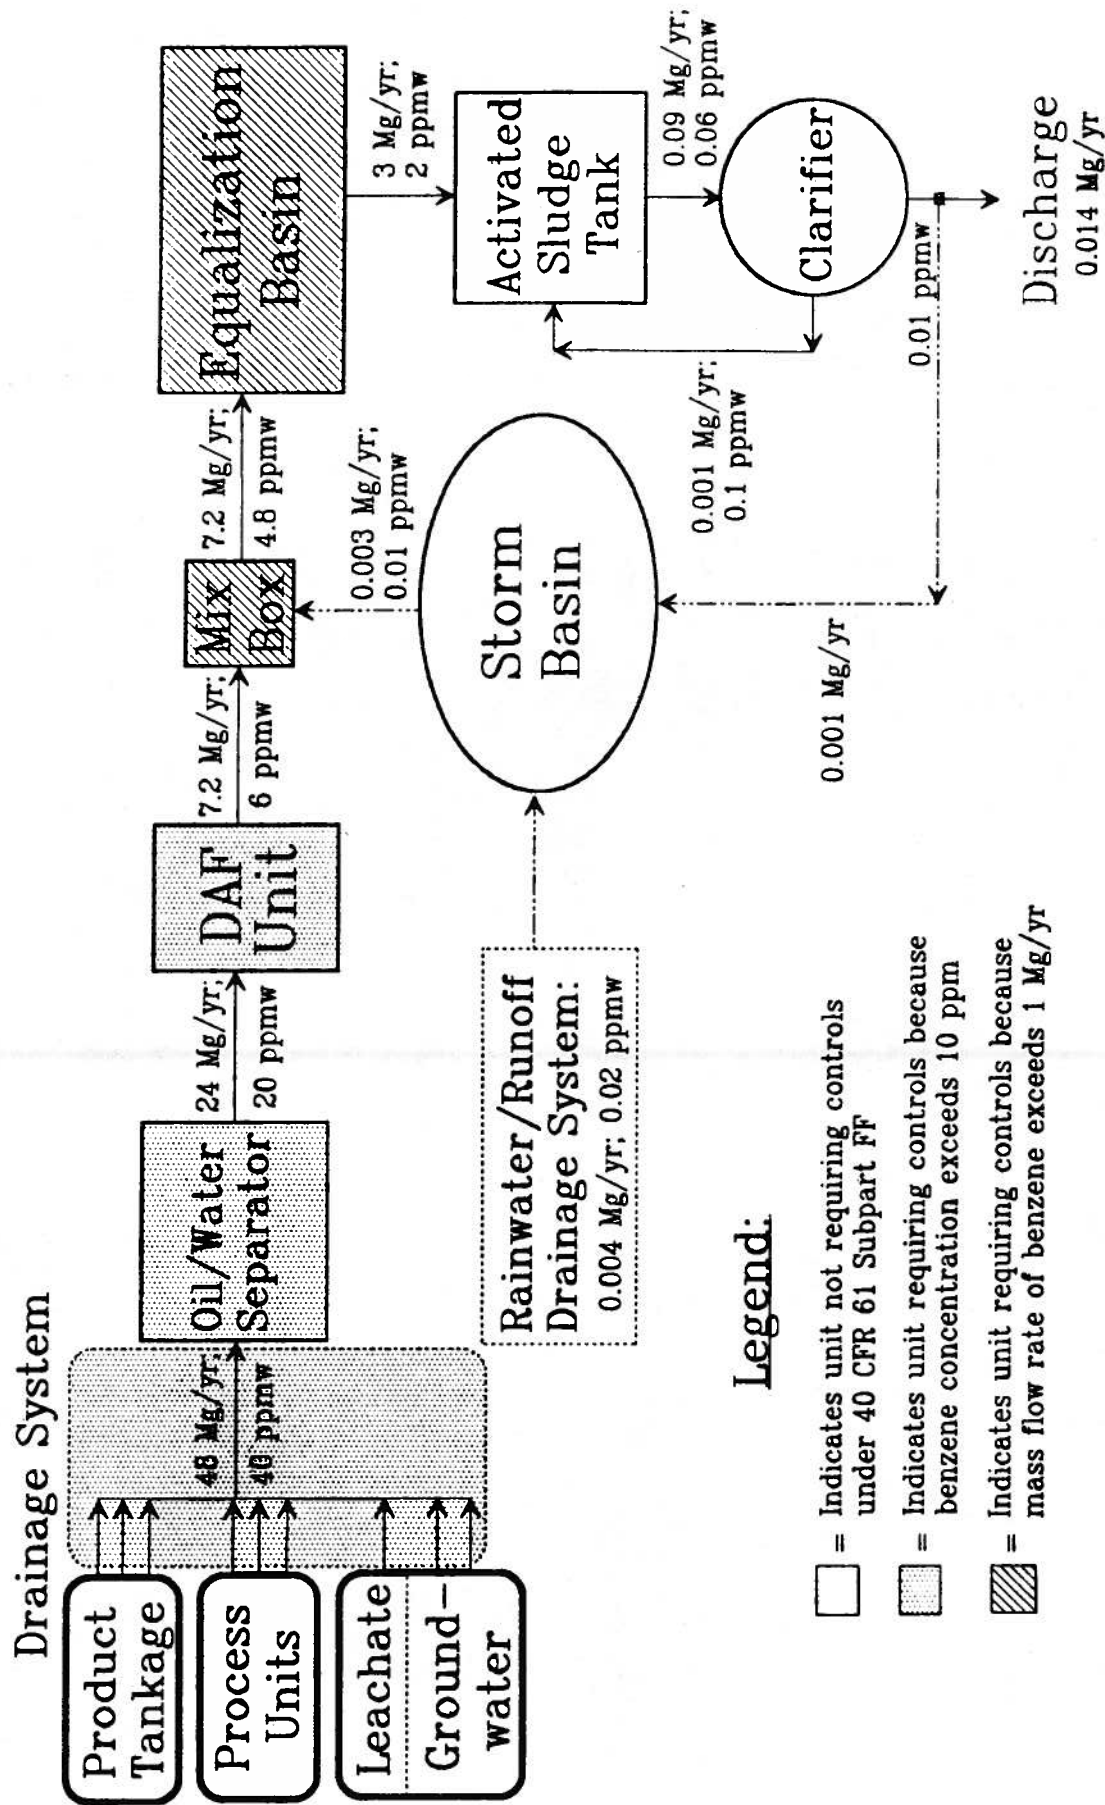 Drainage System
Product
Tankage
Process
Units
Leachate
Ground-
water
48 Mg/yr;
40 ppmw
Oil/Water
Separator
24 Mg/yr;
20 ppmw
DAF
Unit
7.2 Mg/yr;
6 ppmw
Mix
Box
7.2 Mg/yr;
4.8 ppmw
Equalization
Basin
3 Mg/yr;
2 ppmw
Activated
Sludge
Tank
0.09 Mg/yr;
0.06 ppmw
Clarifier
0.001 Mg/yr;
0.1 ppmw
0.01 ppmw
Discharge
0.014 Mg/yr
0.001 Mg/yr
Storm
Basin
0.003 Mg/yr;
0.01 ppmw
Rainwater/Runoff
Drainage System:
0.004 Mg/yr; 0.02 ppmw
Legend:
= Indicates unit not requiring controls
under 40 CFR 61 Subpart FF
= Indicates unit requiring controls because
benzene concentration exceeds 10 ppm
= Indicates unit requiring controls because
mass flow rate of benzene exceeds 1 Mg/yr